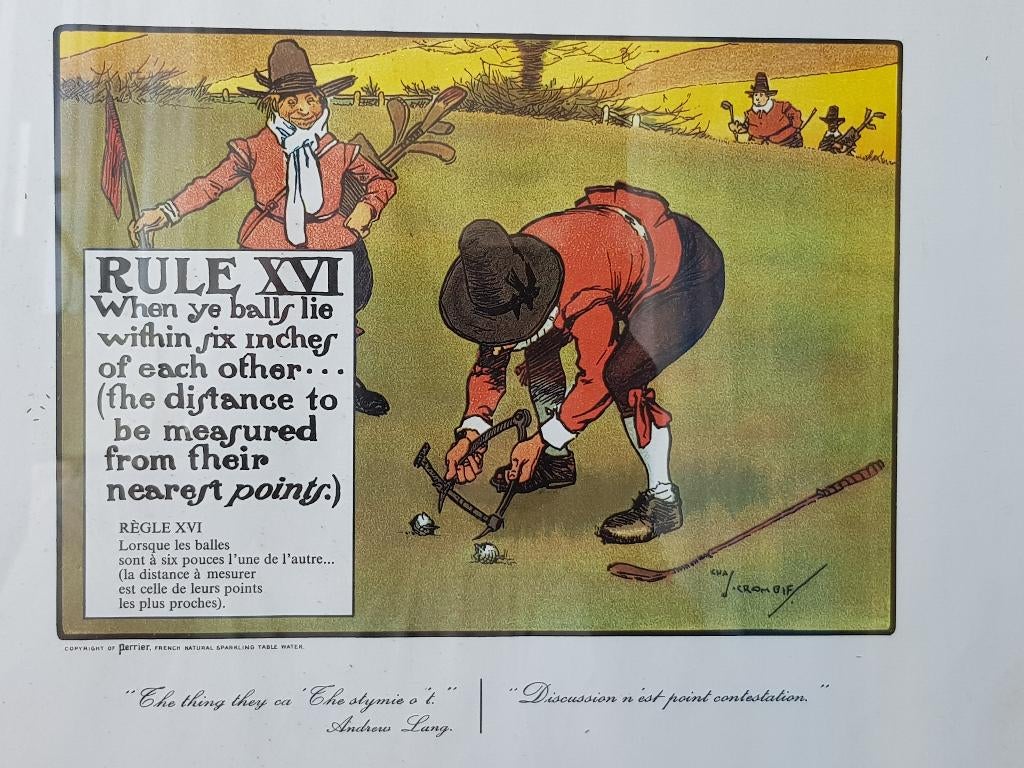 RULE XVI
When ye balls lie
within six inches
of each other...
(the distance to
be measured
from their
nearest points.)
RÈGLE XVI
Lorsque les balles
sont à six pouces l'une de l'autre...
(la distance à mesurer
est celle de leurs points
les plus proches).
CHAS. CROMBIE
COPYRIGHT OF perrier, FRENCH NATURAL SPARKLING TABLE WATER.
"The thing they ca 'The stymie o't."
Andrew Lang.
"Discussion n'est point contestation."